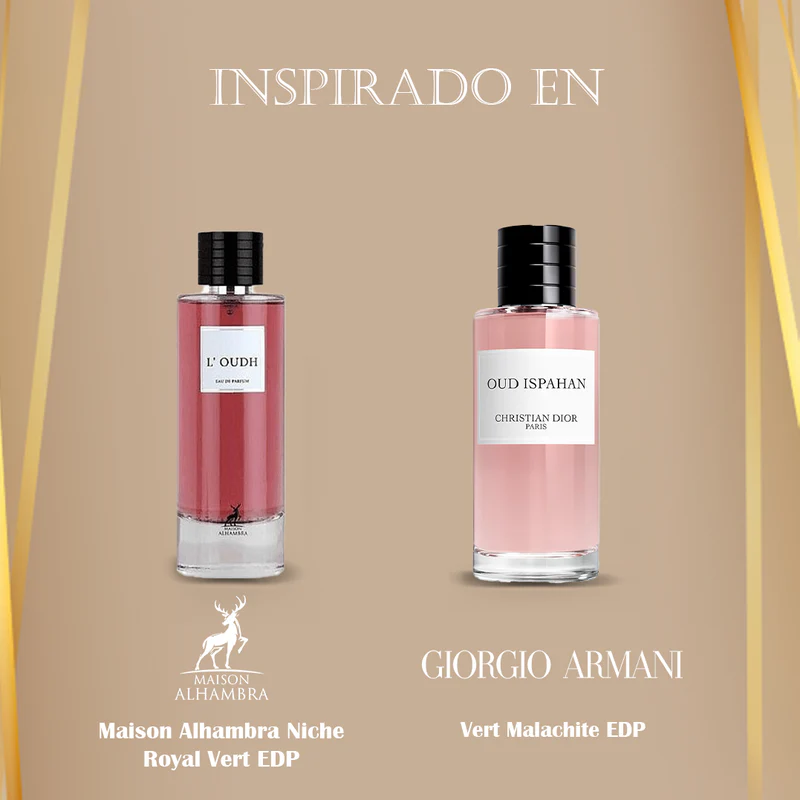 INSPIRADO EN
L' OUDH
EAU DE PARFUM
MAISON
ALHAMBRA
OUD ISPAHAN
CHRISTIAN DIOR
PARIS
MAISON
ALHAMBRA
Maison Alhambra Niche
Royal Vert EDP
GIORGIO ARMANI
Vert Malachite EDP